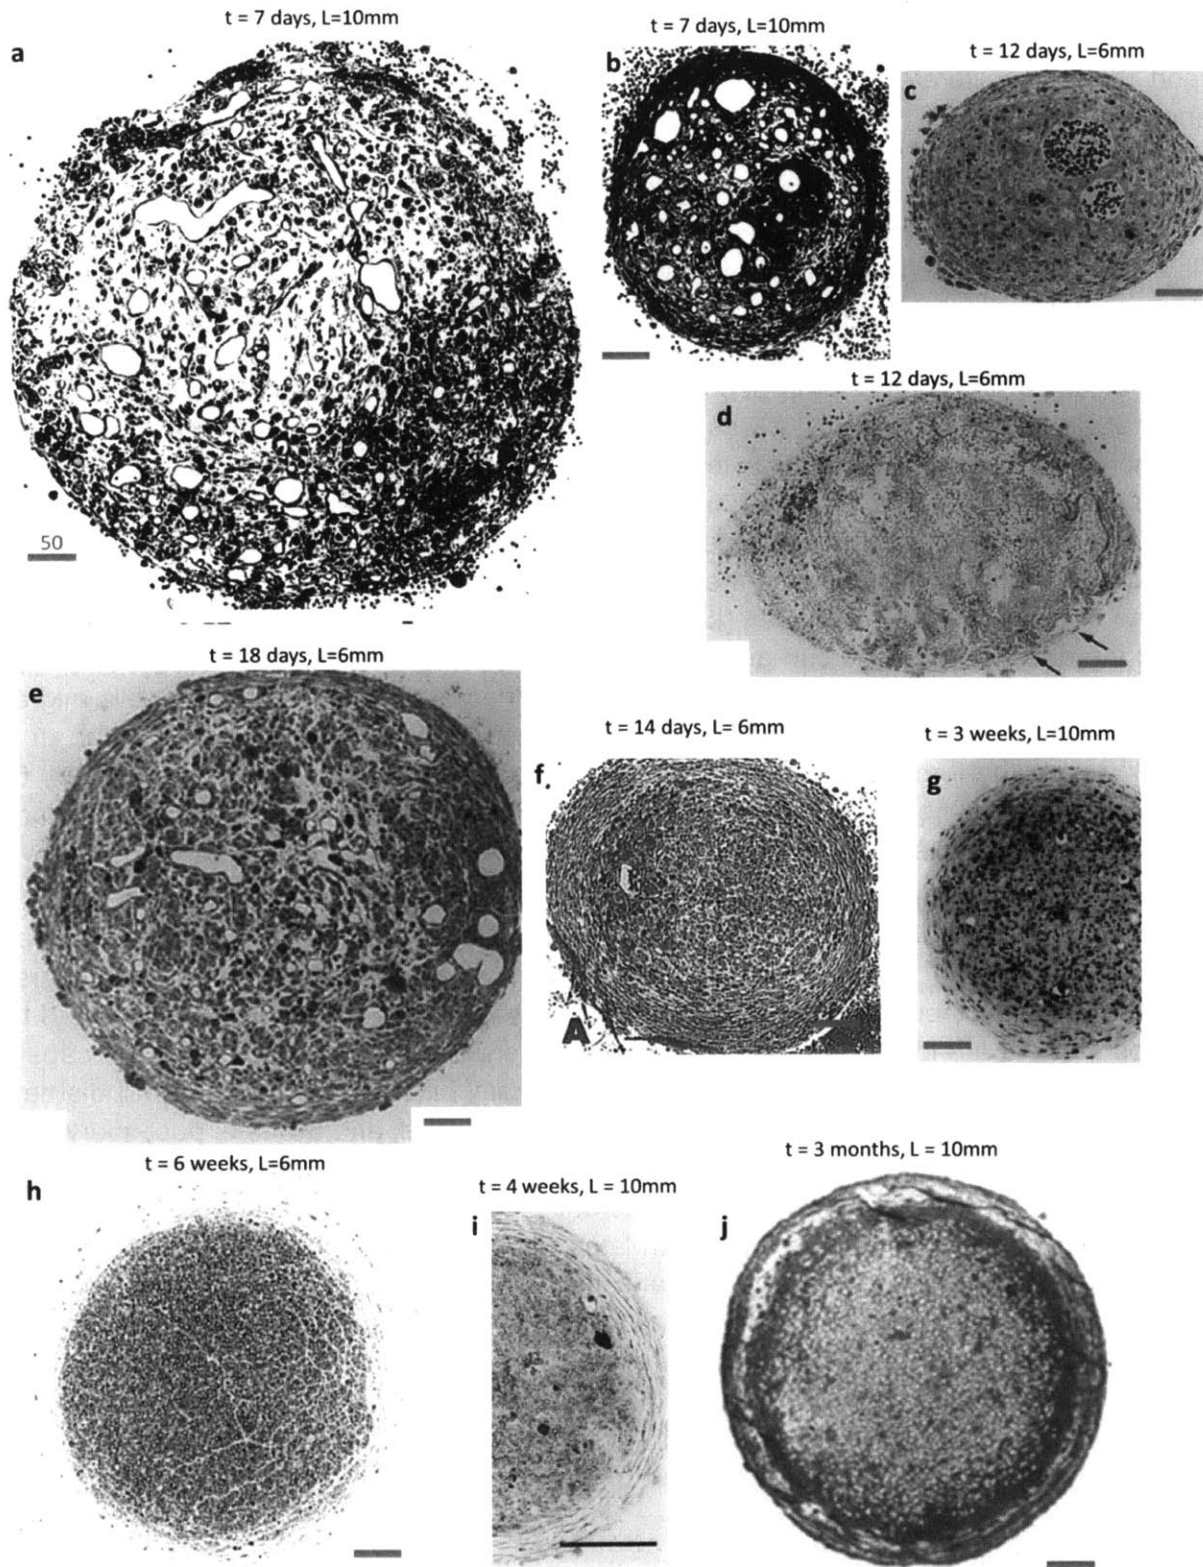 t = 7 days, L=10mm
a
t = 7 days, L=10mm
b
t = 12 days, L=6mm
c
t = 12 days, L=6mm
d
50
t = 18 days, L=6mm
e
t = 14 days, L= 6mm
f
t = 3 weeks, L=10mm
g
A
t = 6 weeks, L=6mm
h
t = 4 weeks, L = 10mm
i
t = 3 months, L = 10mm
j